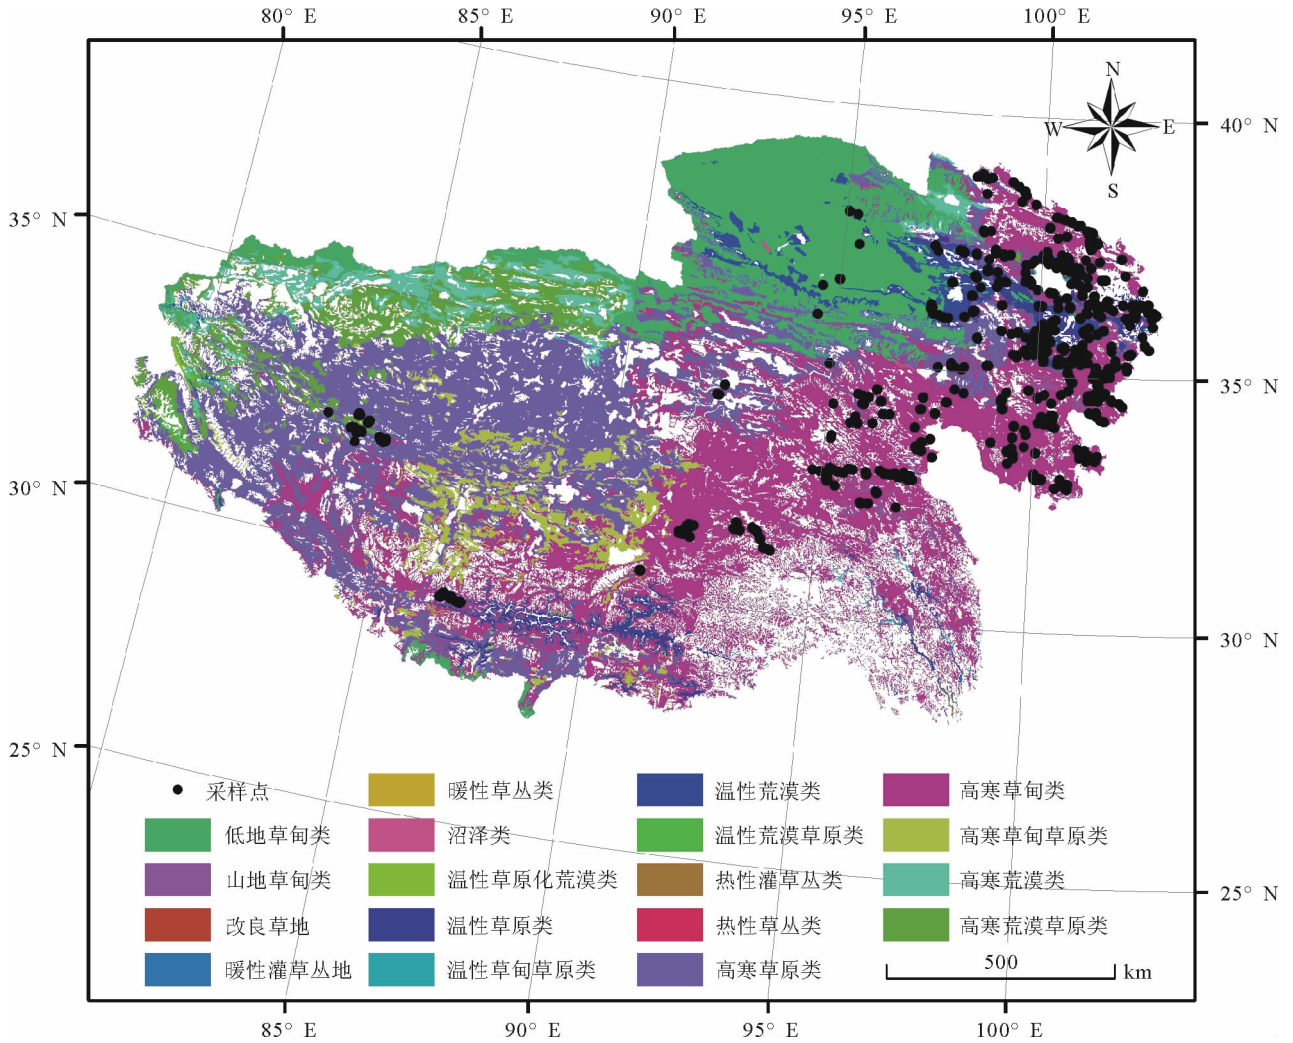 80° E 85° E 90° E 95° E 100° E
N
W E
S
40° N
35° N
35° N
30° N
30° N
25° N
25° N
采样点 暖性草丛类 温性荒漠类 高寒草甸类
低地草甸类 沼泽类 温性荒漠草原类 高寒草甸草原类
山地草甸类 温性草原化荒漠类 热性灌草丛类 高寒荒漠类
改良草地 温性草原类 热性草丛类 高寒荒漠草原类
暖性灌草丛地 温性草甸草原类 高寒草原类 500 km
85° E 90° E 95° E 100° E